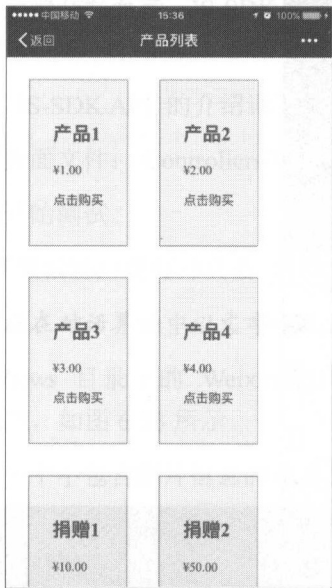 中国移动 15:36 100%
返回 产品列表
产品1 产品2
¥1.00 ¥2.00
点击购买 点击购买
产品3 产品4
¥3.00 ¥4.00
点击购买 点击购买
捐赠1 捐赠2
¥10.00 ¥50.00